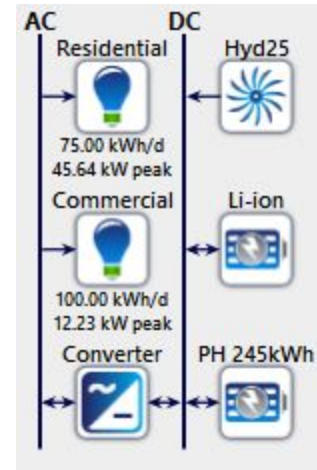 AC DC
Residential Hyd25
75.00 kWh/d
45.64 kW peak
Commercial Li-ion
100.00 kWh/d
12.23 kW peak
Converter PH 245kWh